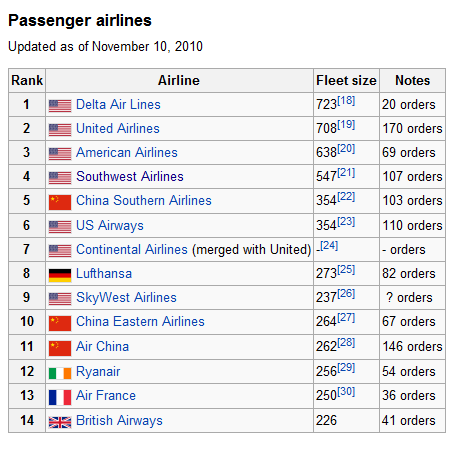 Passenger airlines
Updated as of November 10, 2010
Rank Airline Fleet size Notes
1 Delta Air Lines 723[18] 20 orders
2 United Airlines 708[19] 170 orders
3 American Airlines 638[20] 69 orders
4 Southwest Airlines 547[21] 107 orders
5 China Southern Airlines 354[22] 103 orders
6 US Airways 354[23] 110 orders
7 Continental Airlines (merged with United) -[24] - orders
8 Lufthansa 273[25] 82 orders
9 SkyWest Airlines 237[26] ? orders
10 China Eastern Airlines 264[27] 67 orders
11 Air China 262[28] 146 orders
12 Ryanair 256[29] 54 orders
13 Air France 250[30] 36 orders
14 British Airways 226 41 orders